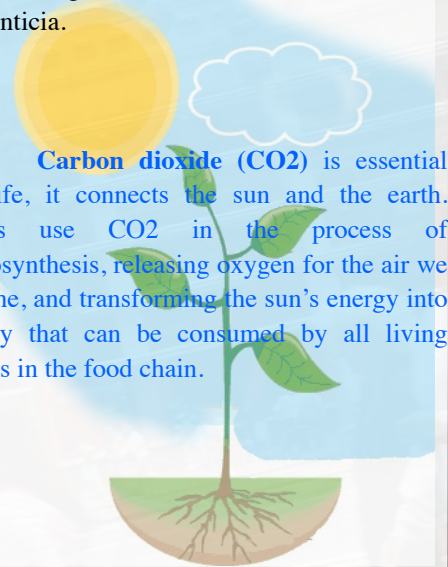 nticia.
Carbon dioxide (CO2) is essential
ife, it connects the sun and the earth.
s use CO2 in the process of
osynthesis, releasing oxygen for the air we
ne, and transforming the sun’s energy into
y that can be consumed by all living
s in the food chain.